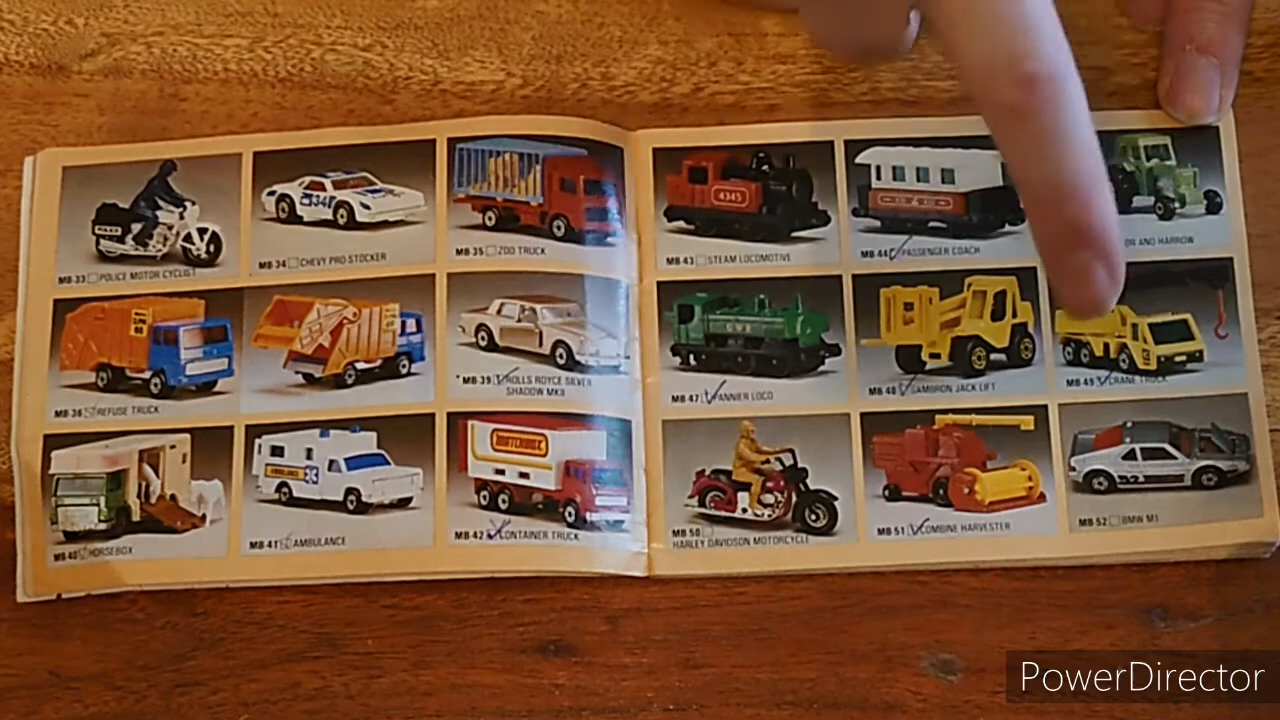 MB-33 POLICE MOTOR CYCLIST
MB-34 CHEVY PRO STOCKER
34
MB-35 ZOO TRUCK
MB-36 REFUSE TRUCK
*MB-39 ROLLS ROYCE SILVER
SHADOW MKII
MB-40 HORSEBOX
AMBULANCE
MB-41 AMBULANCE
MATCHBOX
MB-42 CONTAINER TRUCK
4345
MB-43 STEAM LOCOMOTIVE
MB-44 PASSENGER COACH
OR AND HARROW
GWR
MB-47 PANNIER LOCO
MB-48 SAMBRON JACK LIFT
MB-49 CRANE TRUCK
MB-50
HARLEY DAVIDSON MOTORCYCLE
MB-51 COMBINE HARVESTER
52
MB-52 BMW M1
POLICE
PowerDirector